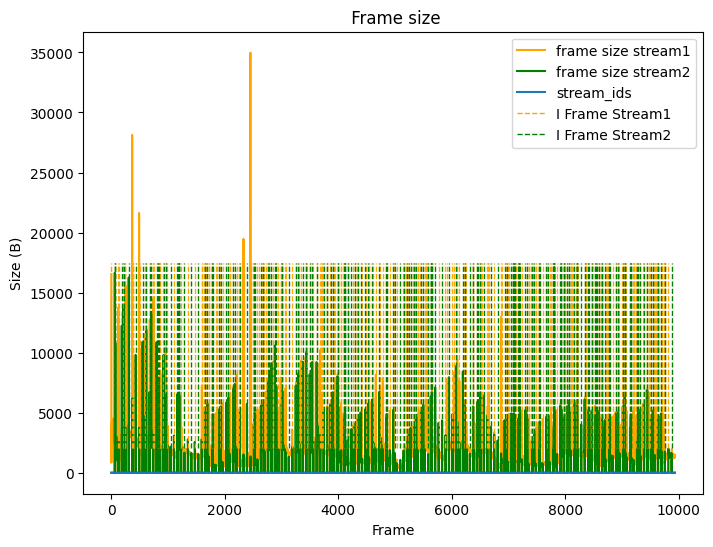 Frame size
frame size stream1
frame size stream2
stream_ids
I Frame Stream1
I Frame Stream2
35000
30000
25000
20000
15000
10000
5000
0
Size (B)
0 2000 4000 6000 8000 10000
Frame